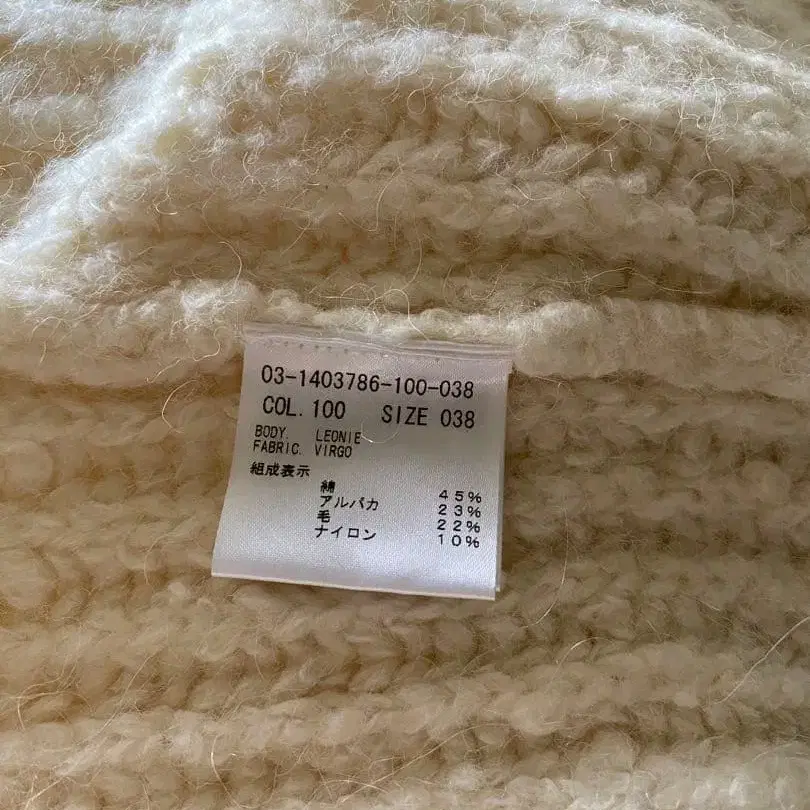 03-1403786-100-038
COL. 100 SIZE 038
BODY. LEONIE
FABRIC. VIRGO
組成表示
綿 45%
アルパカ 23%
毛 22%
ナイロン 10%